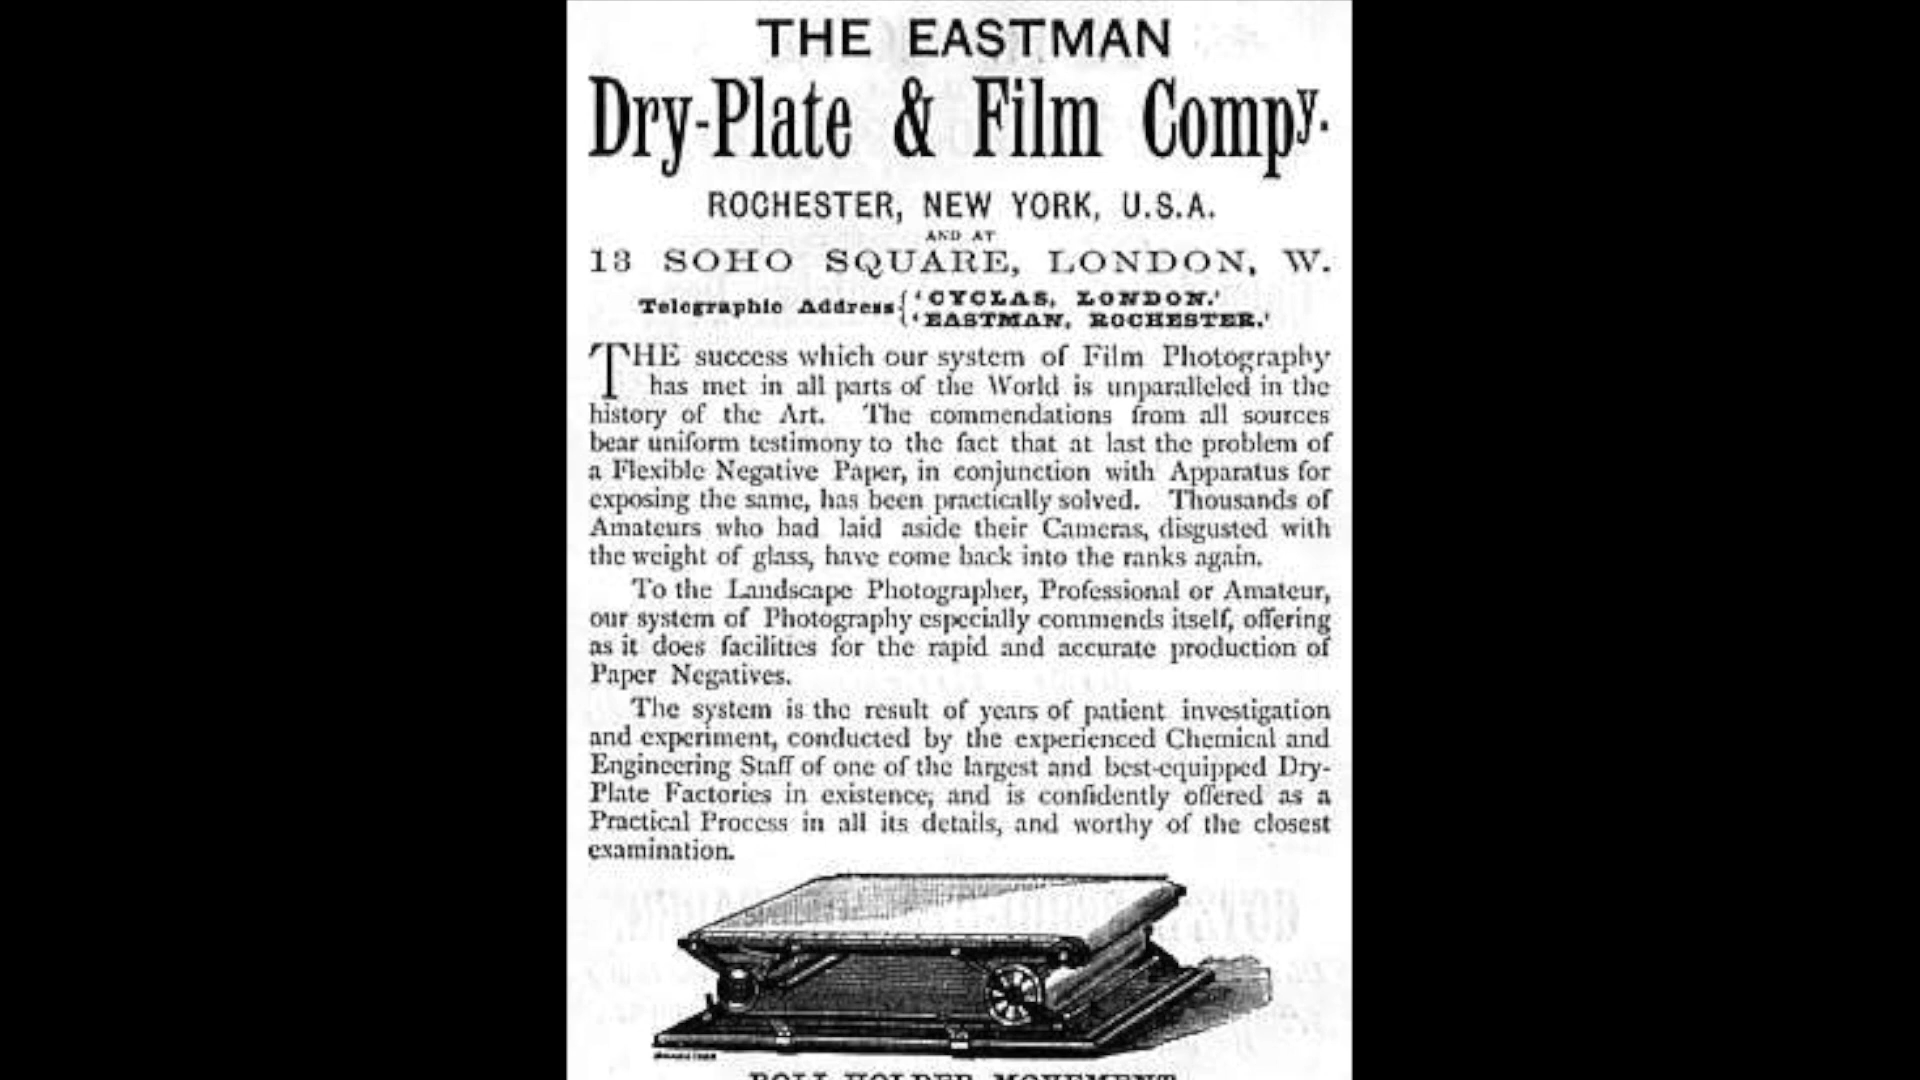 THE EASTMAN
Dry-Plate & Film Compy.
ROCHESTER, NEW YORK, U.S.A.
AND AT
13 SOHO SQUARE, LONDON, W.
Telegraphic Address { 'CYCLAS, LONDON.'
'EASTMAN, ROCHESTER.'
THE success which our system of Film Photography
has met in all parts of the World is unparalleled in the
history of the Art. The commendations from all sources
bear uniform testimony to the fact that at last the problem of
a Flexible Negative Paper, in conjunction with Apparatus for
exposing the same, has been practically solved. Thousands of
Amateurs who had laid aside their Cameras, disgusted with
the weight of glass, have come back into the ranks again.
To the Landscape Photographer, Professional or Amateur,
our system of Photography especially commends itself, offering
as it does facilities for the rapid and accurate production of
Paper Negatives.
The system is the result of years of patient investigation
and experiment, conducted by the experienced Chemical and
Engineering Staff of one of the largest and best-equipped Dry-
Plate Factories in existence, and is confidently offered as a
Practical Process in all its details, and worthy of the closest
examination.
ROLL HOLDER MOVEMENT